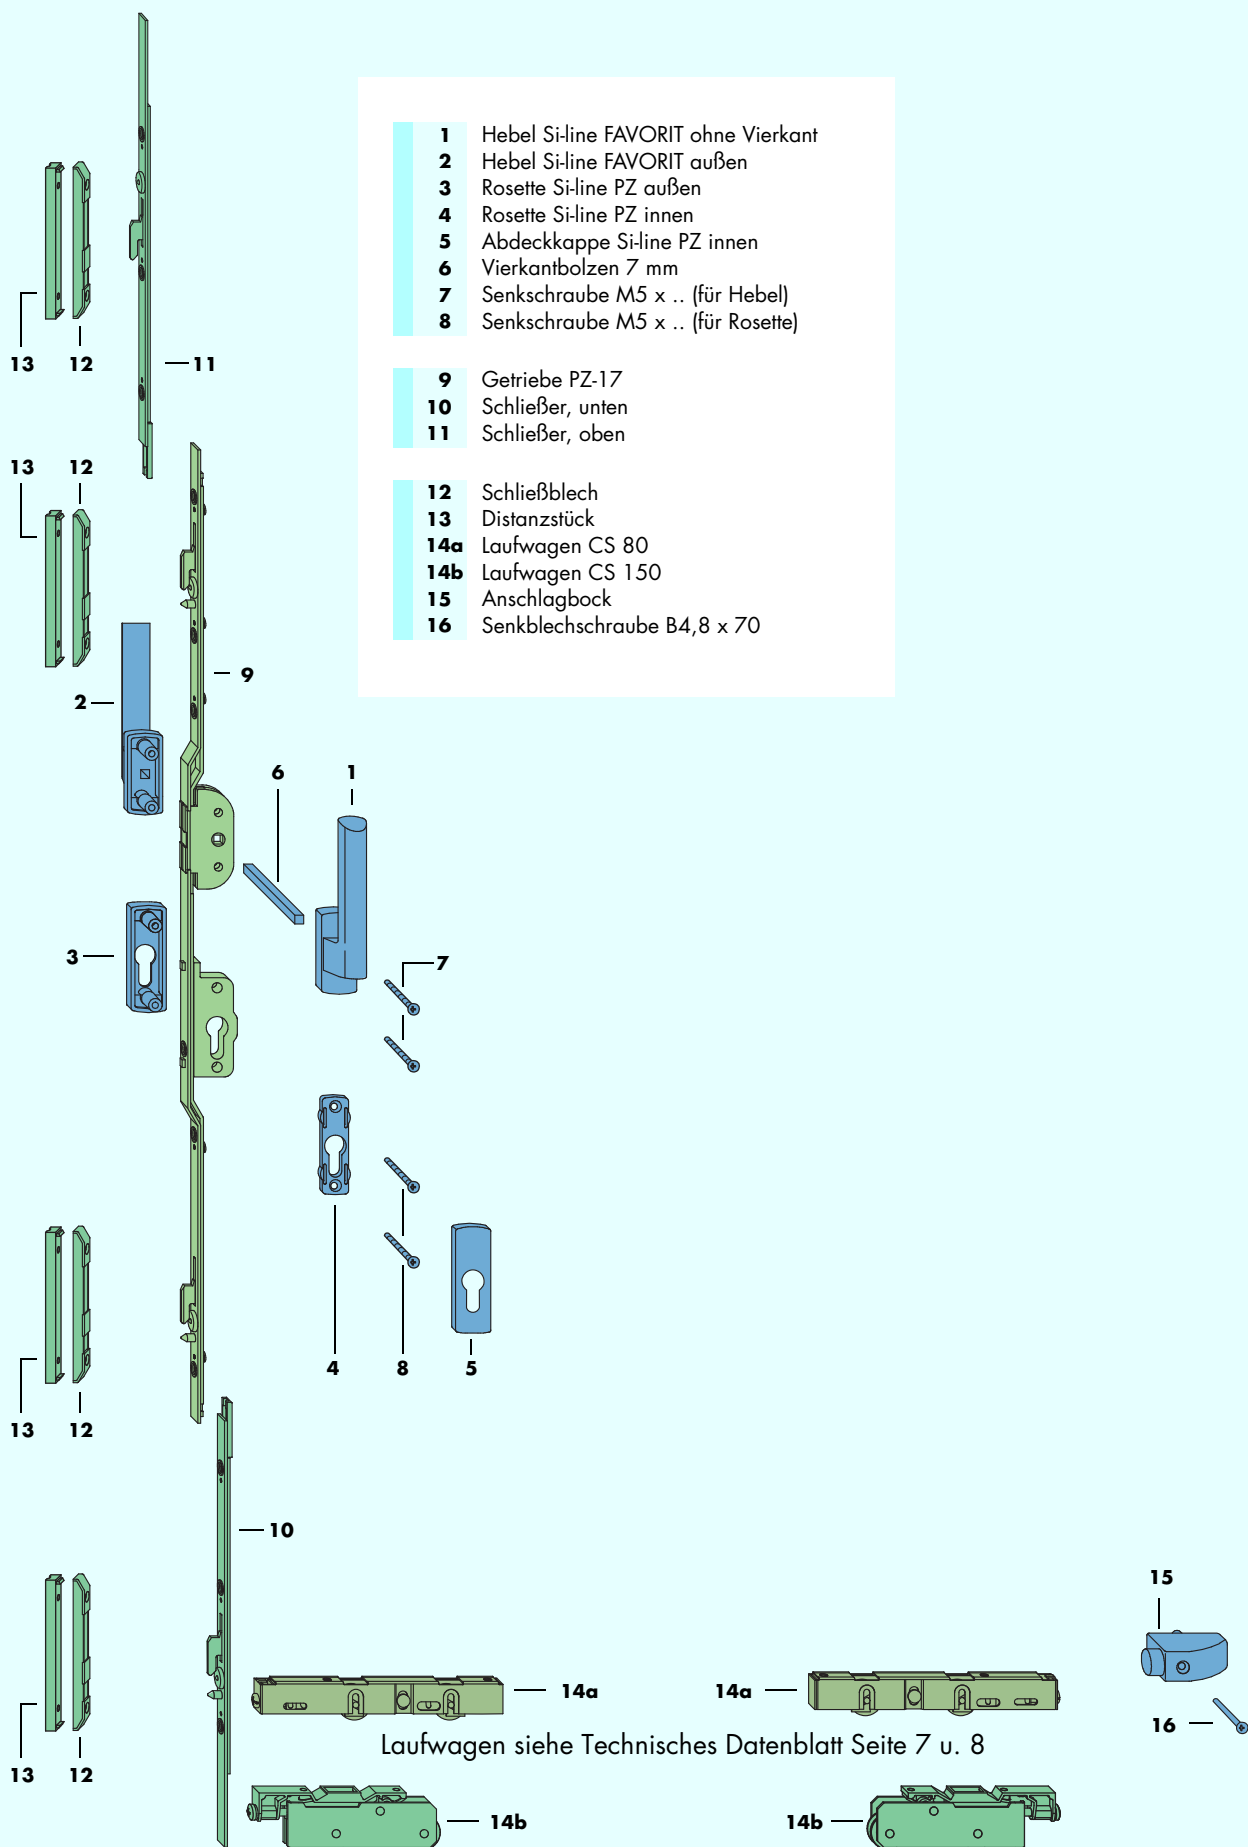 1 Hebel Si-line FAVORIT ohne Vierkant
2 Hebel Si-line FAVORIT außen
3 Rosette Si-line PZ außen
4 Rosette Si-line PZ innen
5 Abdeckkappe Si-line PZ innen
6 Vierkantbolzen 7 mm
7 Senkschraube M5 x .. (für Hebel)
8 Senkschraube M5 x .. (für Rosette)
9 Getriebe PZ-17
10 Schließer, unten
11 Schließer, oben
12 Schließblech
13 Distanzstück
14a Laufwagen CS 80
14b Laufwagen CS 150
15 Anschlagbock
16 Senkblechschraube B4,8 x 70
13 12 11
13 12
9
2
6 1
3 7
4 8 5
13 12
10
15
14a 14a
16
Laufwagen siehe Technisches Datenblatt Seite 7 u. 8
13 12
14b 14b